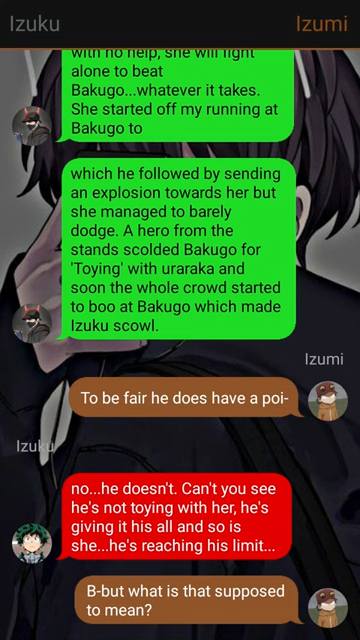 Izuku
Izumi
with no help, she will fight
alone to beat
Bakugo...whatever it takes.
She started off my running at
Bakugo to
which he followed by sending
an explosion towards her but
she managed to barely
dodge. A hero from the
stands scolded Bakugo for
'Toying' with uraraka and
soon the whole crowd started
to boo at Bakugo which made
Izuku scowl.
Izumi
To be fair he does have a poi-
Izuku
no...he doesn't. Can't you see
he's not toying with her, he's
giving it his all and so is
she...he's reaching his limit...
B-but what is that supposed
to mean?